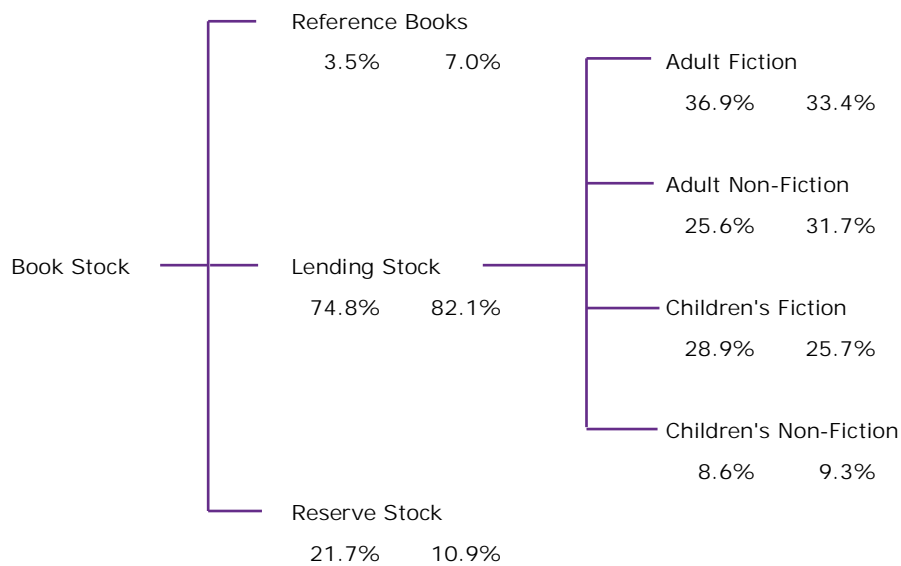 Reference Books
3.5% 7.0%
Adult Fiction
36.9% 33.4%
Adult Non-Fiction
25.6% 31.7%
Book Stock
Lending Stock
74.8% 82.1%
Children's Fiction
28.9% 25.7%
Children's Non-Fiction
8.6% 9.3%
Reserve Stock
21.7% 10.9%